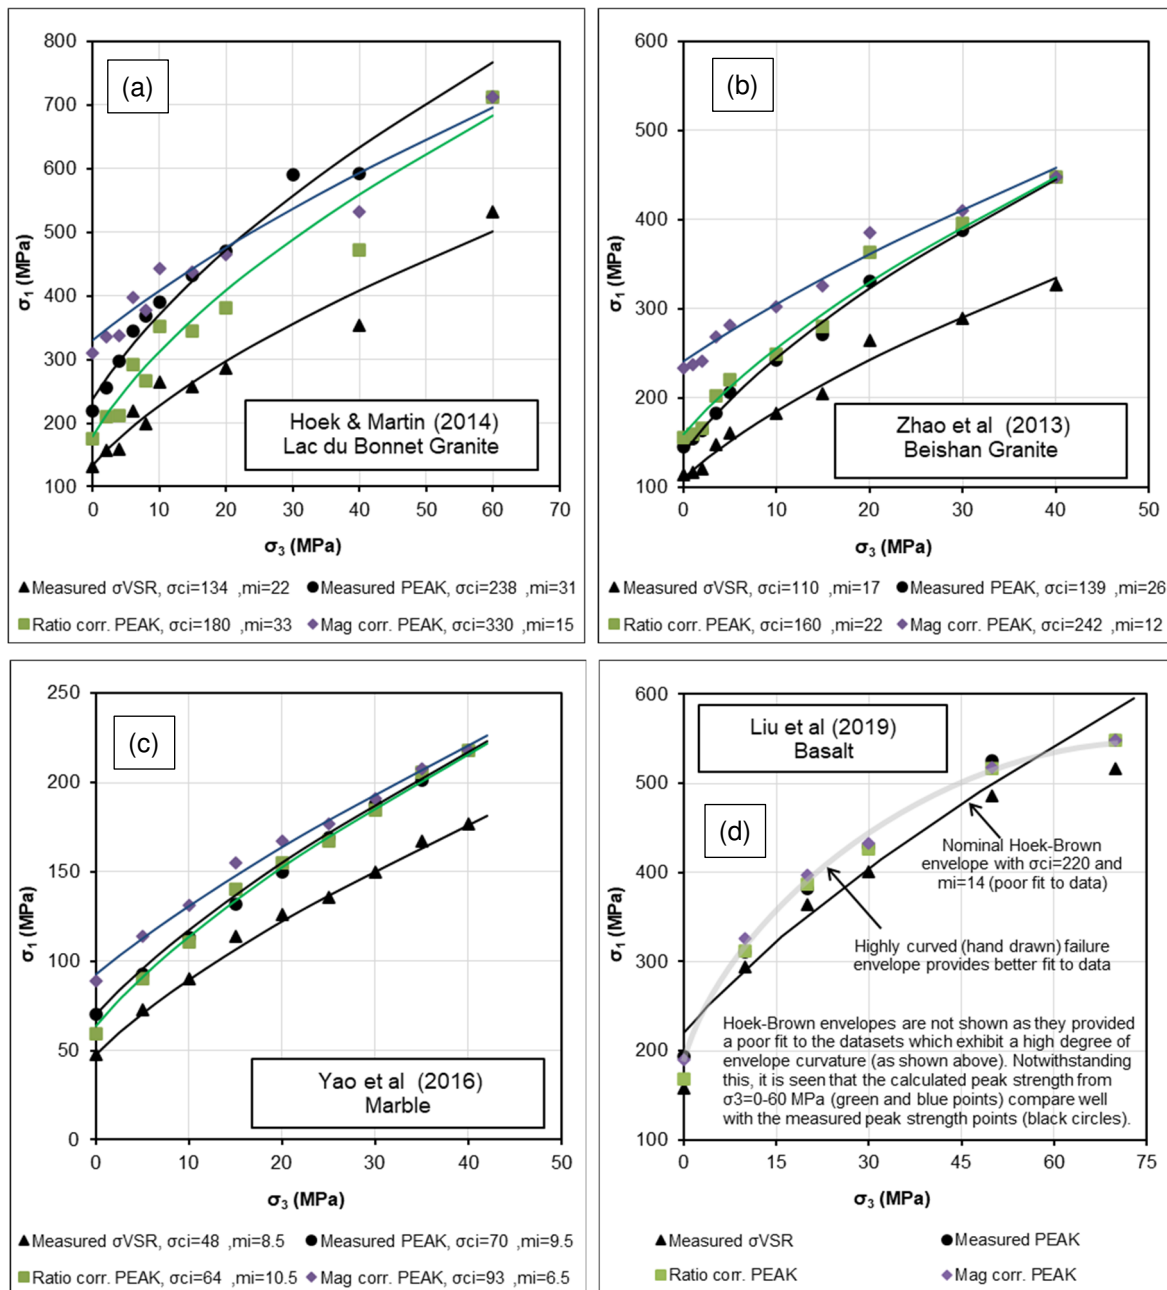 800
700
600
500
400
300
200
100
σ₁ (MPa)
(a)
Hoek & Martin (2014)
Lac du Bonnet Granite
0 10 20 30 40 50 60 70
σ₃ (MPa)
Measured σVSR, σci=134 ,mi=22
Measured PEAK, σci=238 ,mi=31
Ratio corr. PEAK, σci=180 ,mi=33
Mag corr. PEAK, σci=330 ,mi=15
600
500
400
300
200
100
σ₁ (MPa)
(b)
Zhao et al (2013)
Beishan Granite
0 10 20 30 40 50
σ₃ (MPa)
Measured σVSR, σci=110 ,mi=17
Measured PEAK, σci=139 ,mi=26
Ratio corr. PEAK, σci=160 ,mi=22
Mag corr. PEAK, σci=242 ,mi=12
250
200
150
100
50
0
σ₁ (MPa)
(c)
Yao et al (2016)
Marble
0 10 20 30 40 50
σ₃ (MPa)
Measured σVSR, σci=48 ,mi=8.5
Measured PEAK, σci=70 ,mi=9.5
Ratio corr. PEAK, σci=64 ,mi=10.5
Mag corr. PEAK, σci=93 ,mi=6.5
600
500
400
300
200
100
σ₁ (MPa)
Liu et al (2019)
Basalt
(d)
Nominal Hoek-Brown
envelope with σci=220 and
mi=14 (poor fit to data)
Highly curved (hand drawn) failure
envelope provides better fit to data
Hoek-Brown envelopes are not shown as they provided
a poor fit to the datasets which exhibit a high degree of
envelope curvature (as shown above). Notwithstanding
this, it is seen that the calculated peak strength from
σ3=0-60 MPa (green and blue points) compare well
with the measured peak strength points (black circles).
0 15 30 45 60 75
σ₃ (MPa)
Measured σVSR
Measured PEAK
Ratio corr. PEAK
Mag corr. PEAK